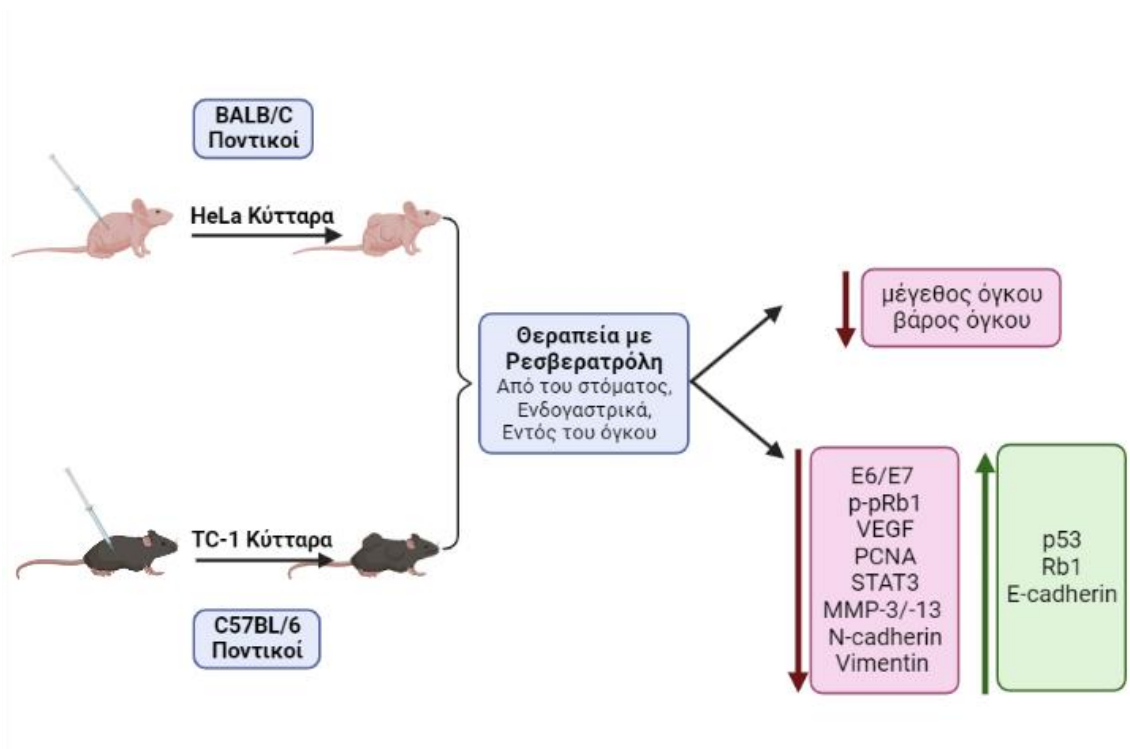 BALB/C
Ποντικοί
HeLa Κύτταρα
TC-1 Κύτταρα
C57BL/6
Ποντικοί
Θεραπεία με
Ρεσβερατρόλη
Από του στόματος,
Ενδογαστρικά,
Εντός του όγκου
μέγεθος όγκου
βάρος όγκου
E6/E7
p-pRb1
VEGF
PCNA
STAT3
MMP-3/-13
N-cadherin
Vimentin
p53
Rb1
E-cadherin